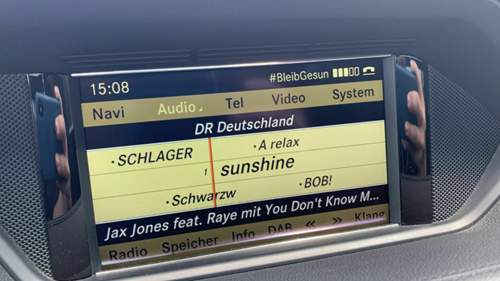 15:08 #BleibGesun
Navi Audio. Tel Video System
DR Deutschland
·SCHLAGER ·A relax
1 sunshine
·Schwarzw ·BOB!
Jax Jones feat. Raye mit You Don't Know M...
Radio Speicher Info DAB « » Klang